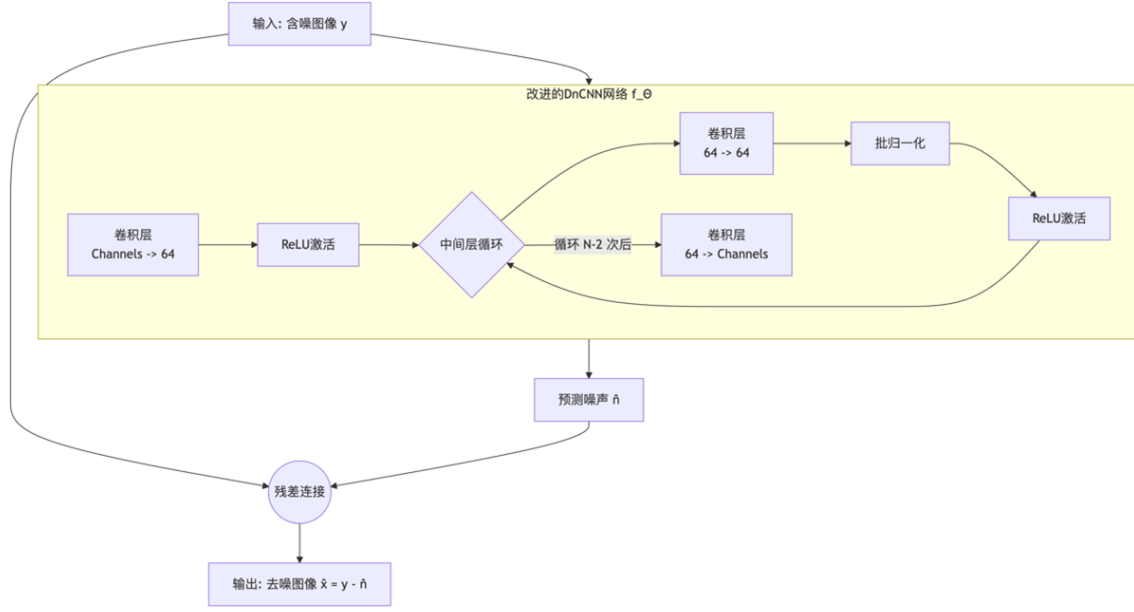 输入: 含噪图像 y
改进的DnCNN网络 f_Θ
卷积层
64 -> 64
批归一化
卷积层
Channels -> 64
ReLU激活
中间层循环
循环 N-2 次后
卷积层
64 -> Channels
ReLU激活
预测噪声 n̂
残差连接
输出: 去噪图像 x̂ = y - n̂